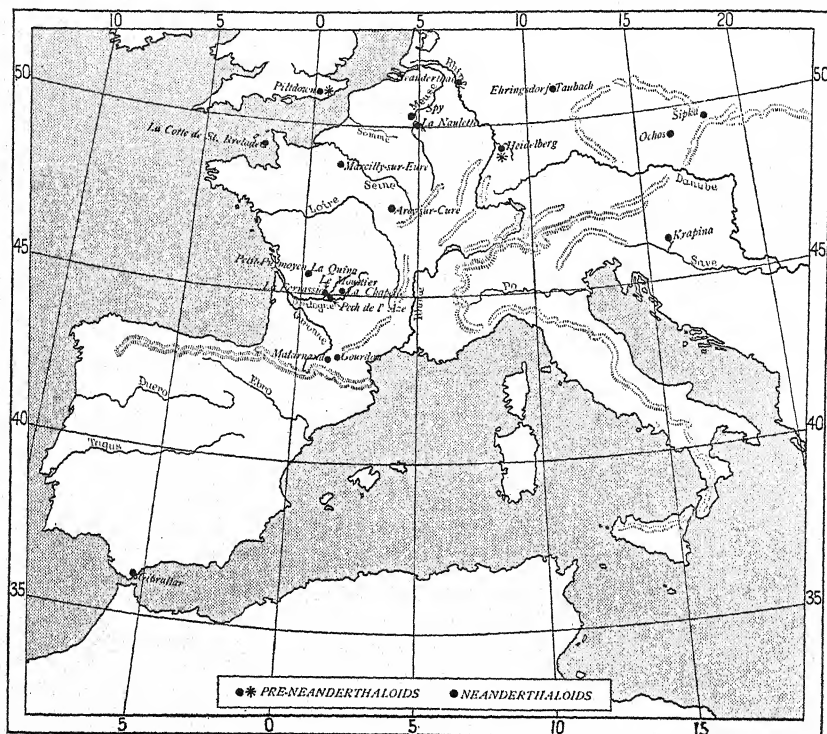 10 5 0 5 10 15 20
50 50
Piltdown
Neanderthal
Rhine
Meuse
Spy
La Naulette
Ehringsdorf Taubach
Sipka
Ochos
Somme
La Cotte de St. Brelade
Heidelberg
Marcilly-sur-Eure
Seine
Danube
Loire
Arcy-sur-Cure
Krapina
Save
45 45
Petit-Puymoyen La Quina
Le Moustier
La Ferrassie
La Chapelle
Dordogne
Pech de l'Aze
Rhone
Po
Garonne
Malarnaud
Gourdon
Duero
Ebro
40 40
Tagus
Gibraltar
35 35
PRE-NEANDERTHALOIDS NEANDERTHALOIDS
5 0 5 10 15